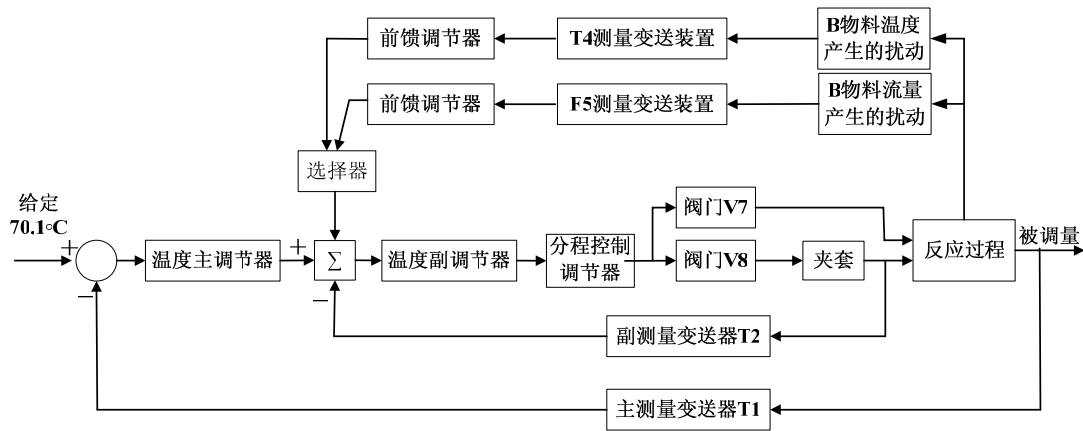 前馈调节器
T4测量变送装置
B物料温度
产生的扰动
前馈调节器
F5测量变送装置
B物料流量
产生的扰动
选择器
给定
70.1°C
+
−
温度主调节器
+
−
Σ
温度副调节器
分程控制
调节器
阀门V7
阀门V8
夹套
反应过程
被调量
副测量变送器T2
主测量变送器T1